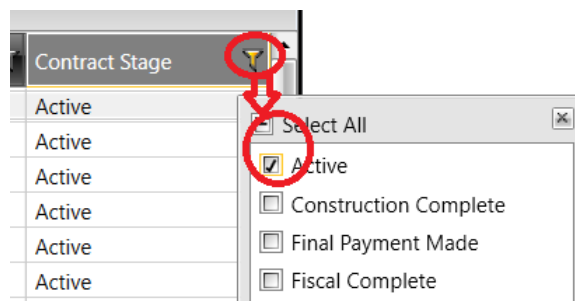 Contract Stage
Active
Active
Active
Active
Active
Active
Select All
Active
Construction Complete
Final Payment Made
Fiscal Complete